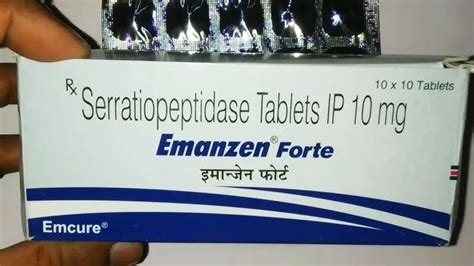 10 x 10 Tablets
Rx Serratiopeptidase Tablets IP 10 mg
Emanzen® Forte
इमान्जेन फोर्ट
Emcure®